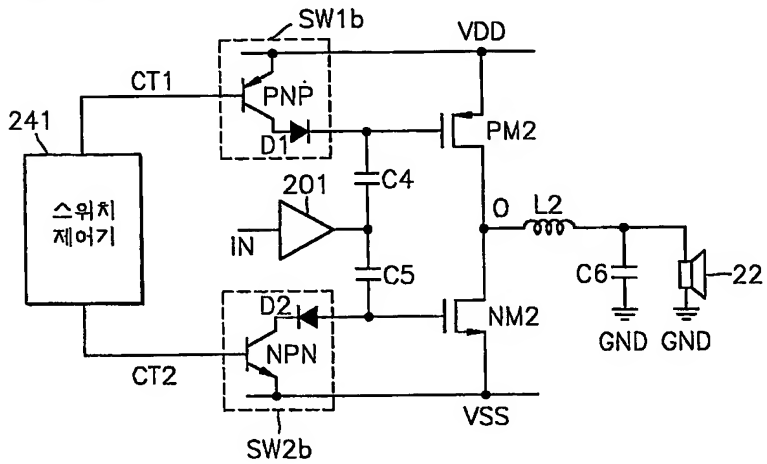 SW1b
VDD
CT1
PNP
241
D1
PM2
스위치
제어기
C4
201
IN
O
L2
C5
C6
22
D2
NM2
NPN
GND GND
CT2
VSS
SW2b